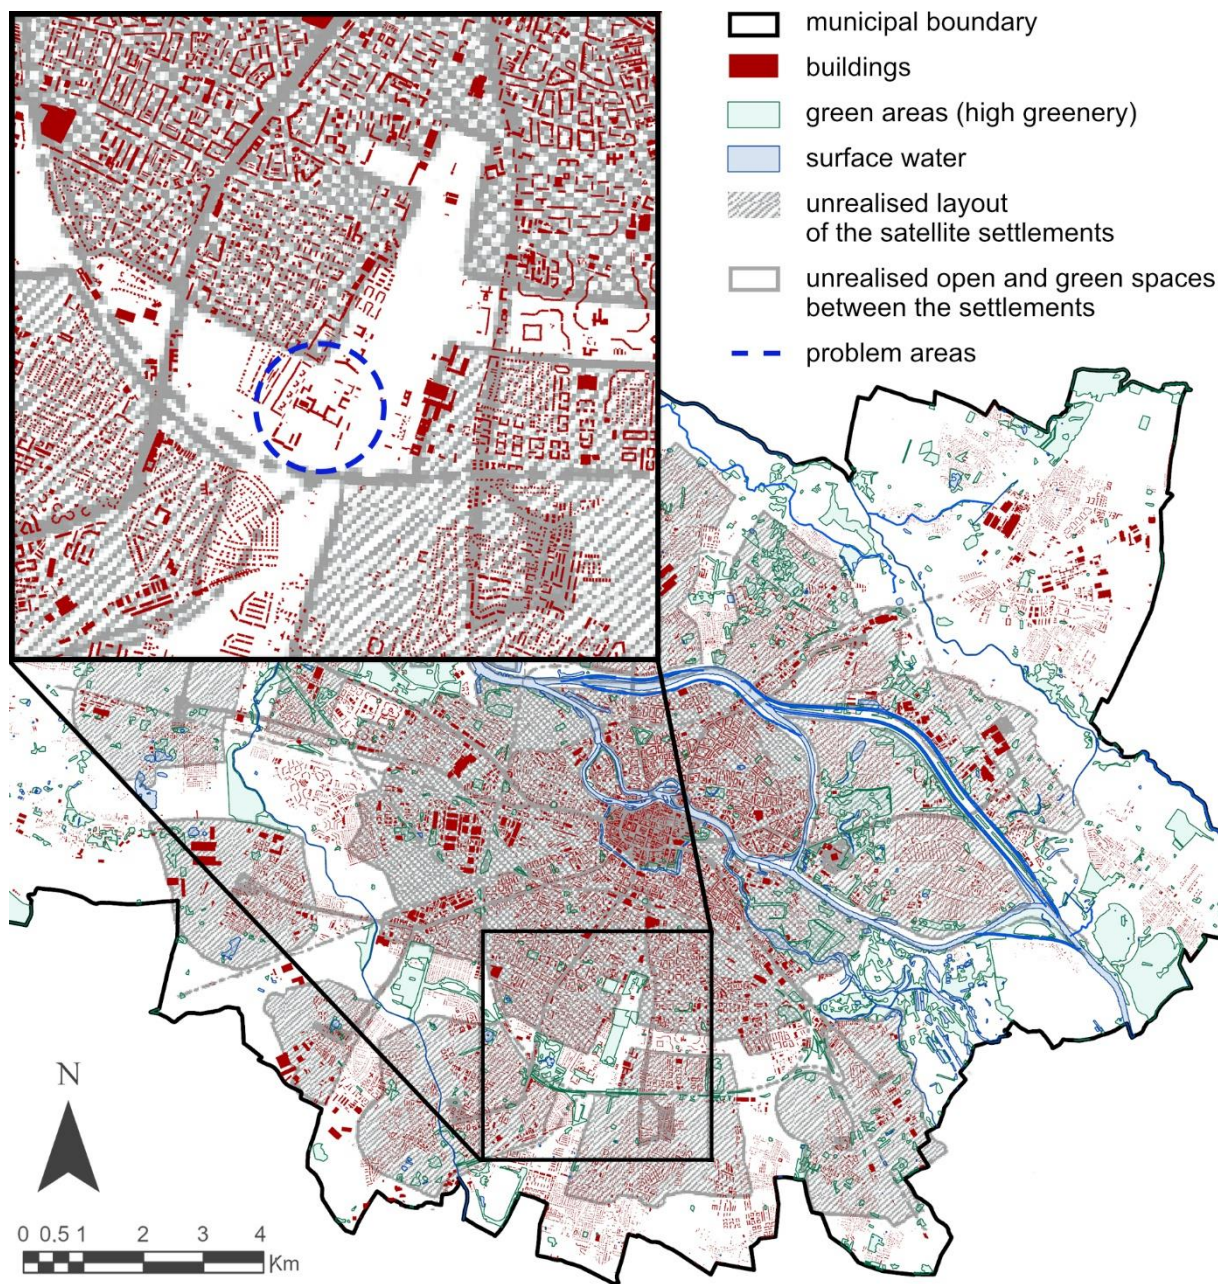 municipal boundary
buildings
green areas (high greenery)
surface water
unrealised layout
of the satellite settlements
unrealised open and green spaces
between the settlements
problem areas
N
0 0.5 1 2 3 4
Km